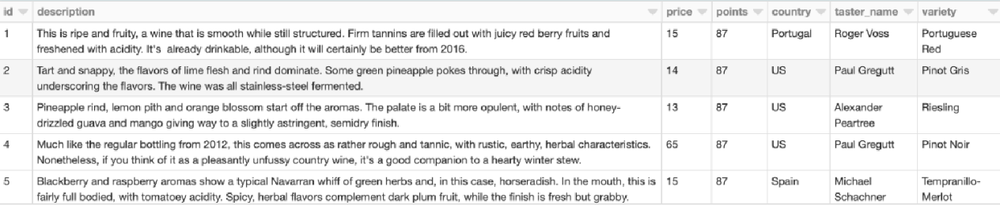 id description price points country taster_name variety
1 This is ripe and fruity, a wine that is smooth while still structured. Firm tannins are filled out with juicy red berry fruits and 15 87 Portugal Roger Voss Portuguese
freshened with acidity. It's already drinkable, although it will certainly be better from 2016. Red
2 Tart and snappy, the flavors of lime flesh and rind dominate. Some green pineapple pokes through, with crisp acidity 14 87 US Paul Gregutt Pinot Gris
underscoring the flavors. The wine was all stainless-steel fermented.
3 Pineapple rind, lemon pith and orange blossom start off the aromas. The palate is a bit more opulent, with notes of honey- 13 87 US Alexander Riesling
drizzled guava and mango giving way to a slightly astringent, semidry finish. Peartree
4 Much like the regular bottling from 2012, this comes across as rather rough and tannic, with rustic, earthy, herbal characteristics. 65 87 US Paul Gregutt Pinot Noir
Nonetheless, if you think of it as a pleasantly unfussy country wine, it's a good companion to a hearty winter stew.
5 Blackberry and raspberry aromas show a typical Navarran whiff of green herbs and, in this case, horseradish. In the mouth, this is 15 87 Spain Michael Tempranillo-
fairly full bodied, with tomatoey acidity. Spicy, herbal flavors complement dark plum fruit, while the finish is fresh but grabby. Schachner Merlot